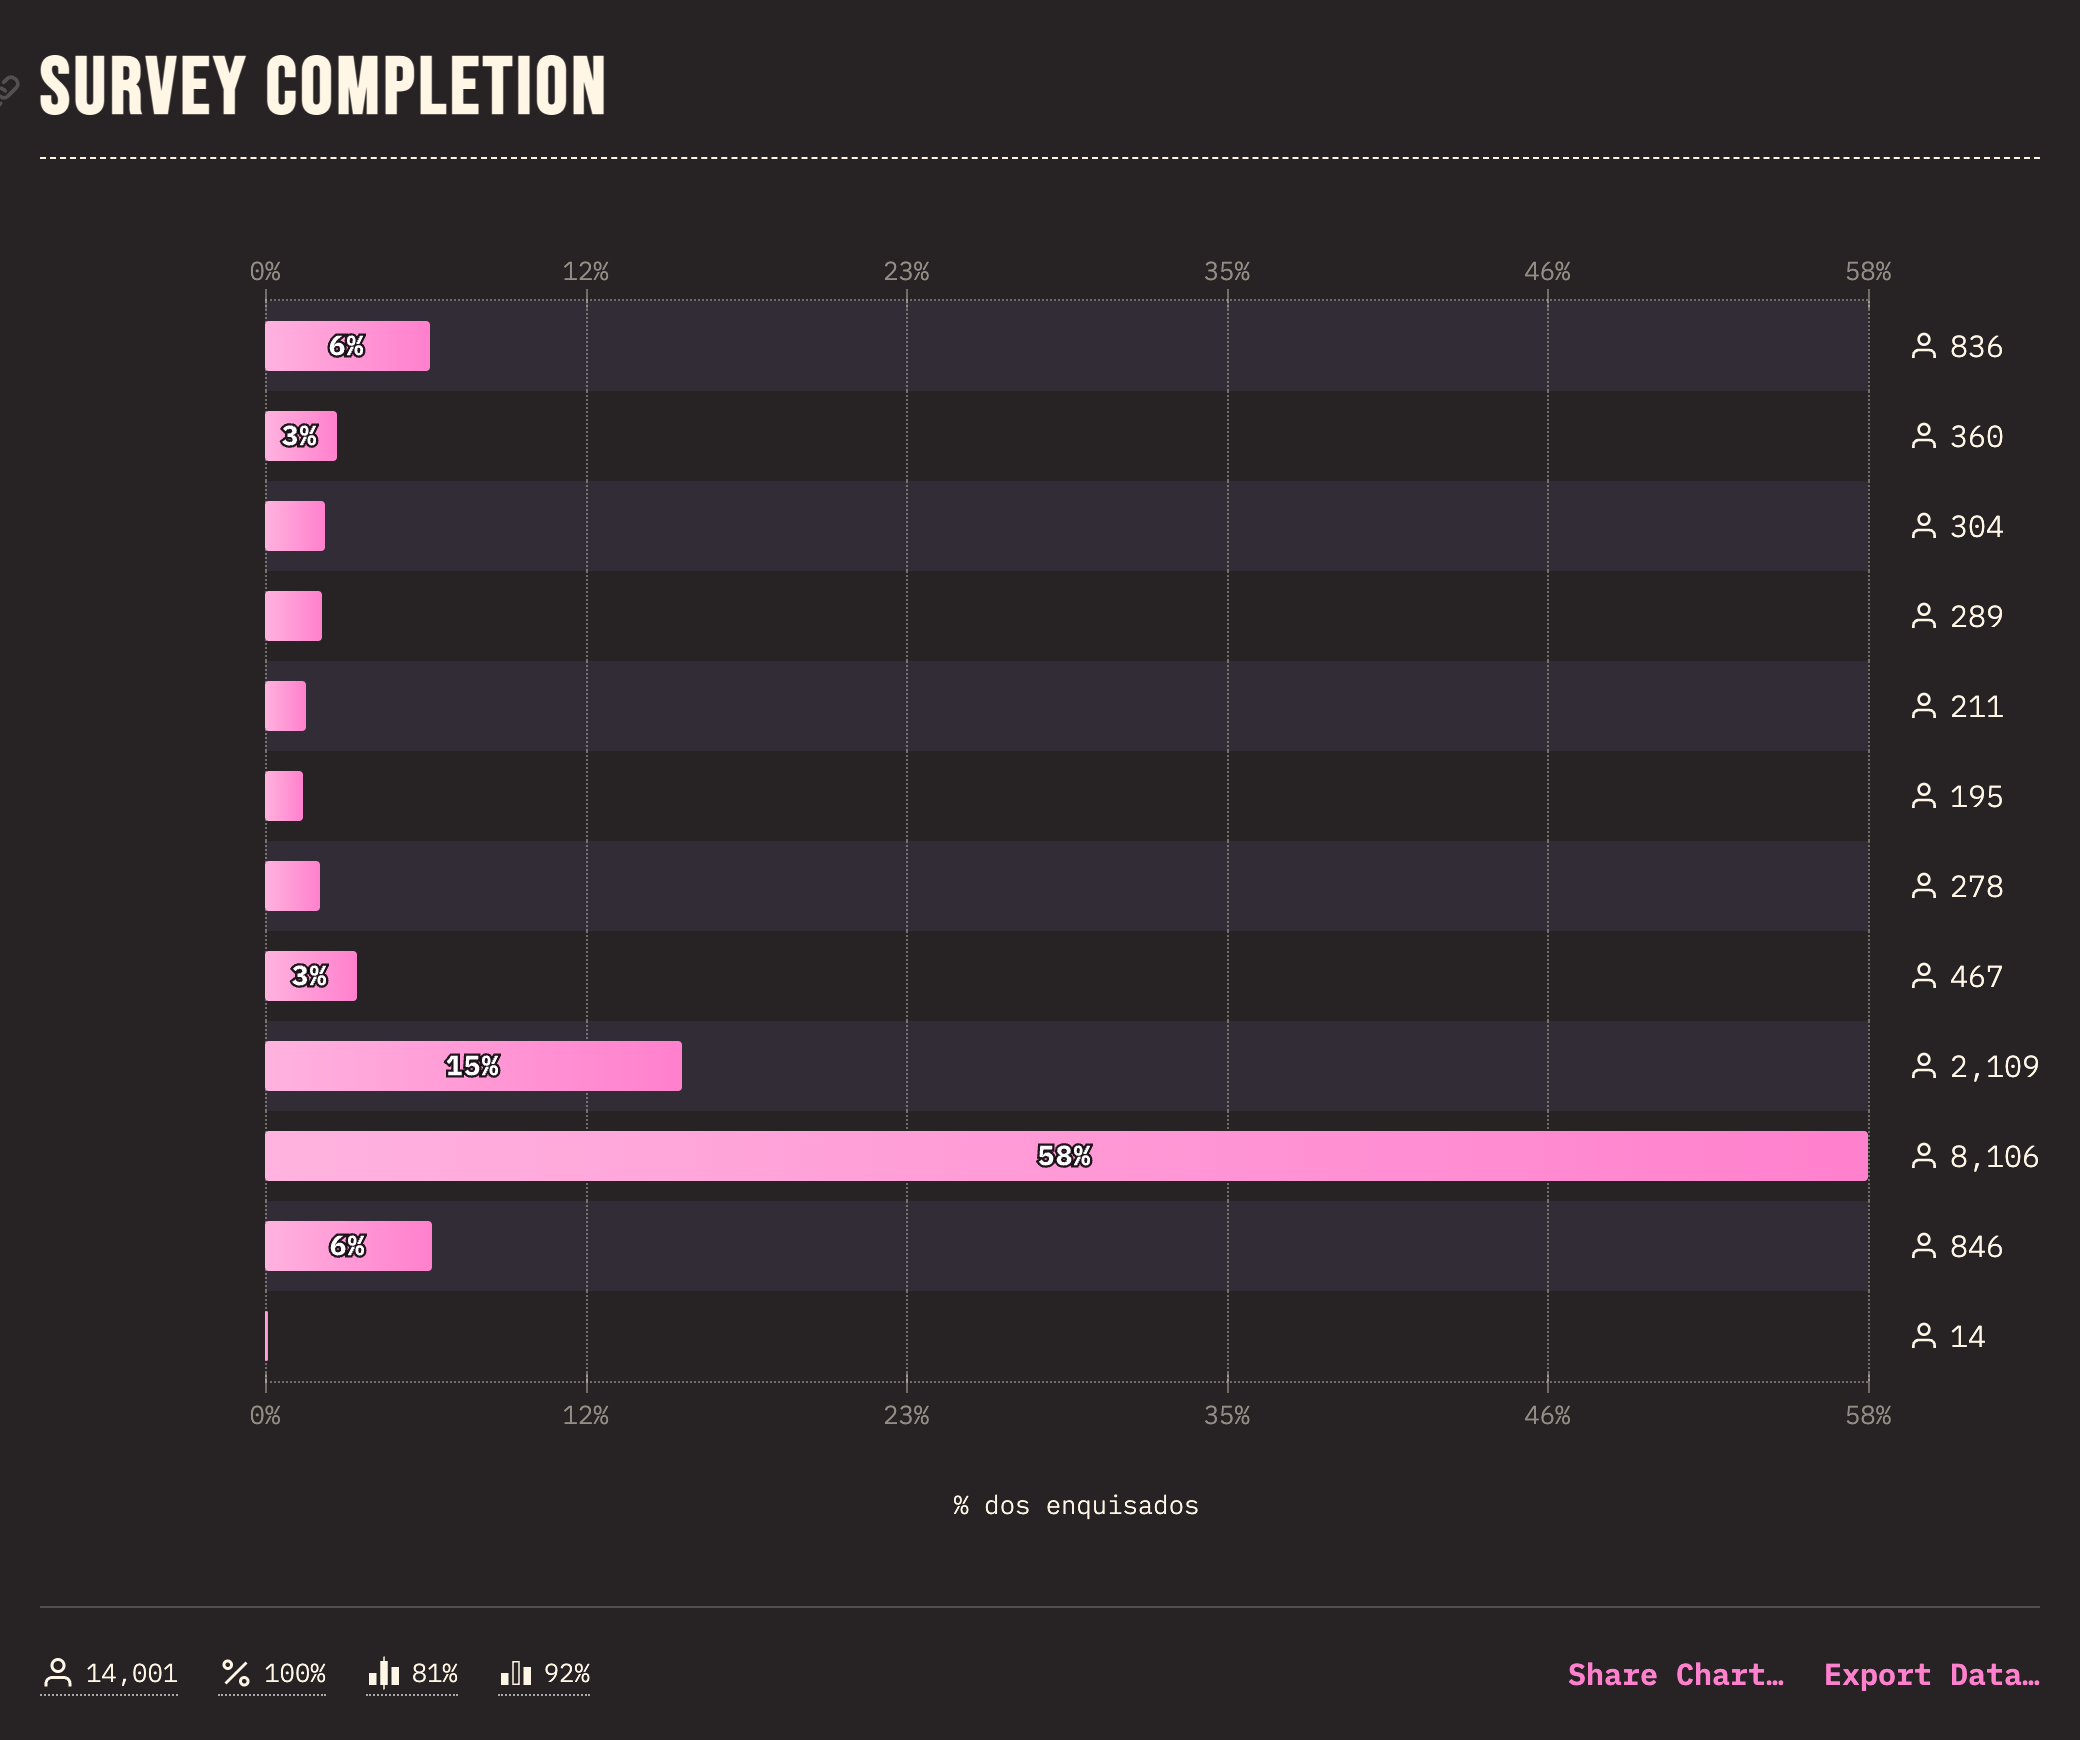 SURVEY COMPLETION
0% 12% 23% 35% 46% 58%
6% 836
3% 360
304
289
211
195
278
3% 467
15% 2,109
58% 8,106
6% 846
14
0% 12% 23% 35% 46% 58%
% dos enquisados
14,001 100% 81% 92% Share Chart… Export Data…